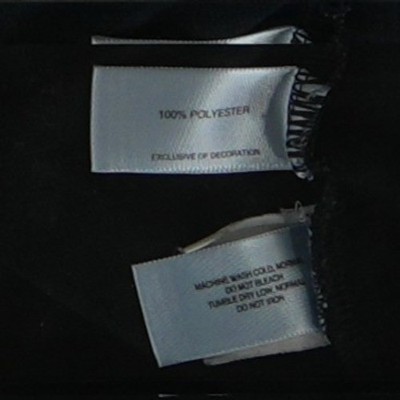 100% POLYESTER
EXCLUSIVE OF DECORATION
MACHINE WASH COLD, NORMAL
DO NOT BLEACH
TUMBLE DRY LOW, NORMAL
DO NOT IRON